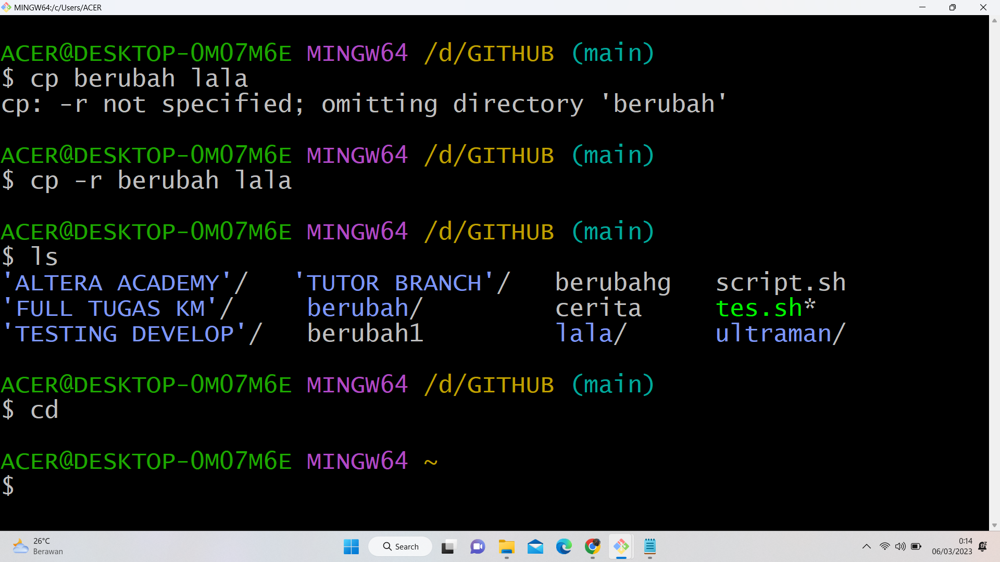 MINGW64:/c/Users/ACER
ACER@DESKTOP-0M07M6E MINGW64 /d/GITHUB (main)
$ cp berubah lala
cp: -r not specified; omitting directory 'berubah'
ACER@DESKTOP-0M07M6E MINGW64 /d/GITHUB (main)
$ cp -r berubah lala
ACER@DESKTOP-0M07M6E MINGW64 /d/GITHUB (main)
$ ls
'ALTERA ACADEMY'/ 'TUTOR BRANCH'/ berubahg script.sh
'FULL TUGAS KM'/ berubah/ cerita tes.sh*
'TESTING DEVELOP'/ berubah1 lala/ ultraman/
ACER@DESKTOP-0M07M6E MINGW64 /d/GITHUB (main)
$ cd
ACER@DESKTOP-0M07M6E MINGW64 ~
$
26°C
Berawan
Search
0:14
06/03/2023